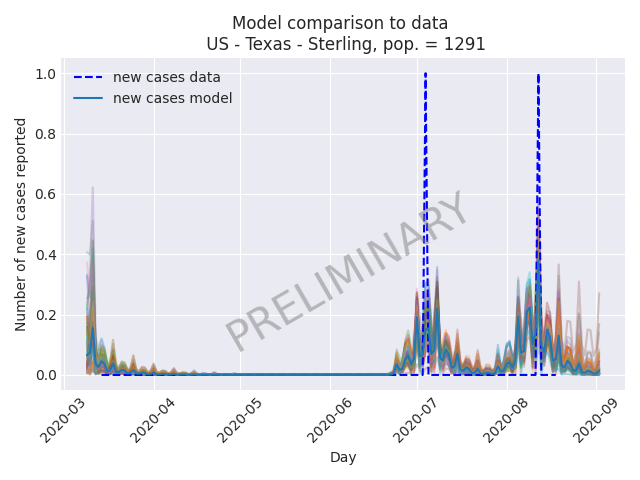 Model comparison to data
US - Texas - Sterling, pop. = 1291
new cases data
new cases model
1.0
0.8
0.6
0.4
0.2
0.0
Number of new cases reported
PRELIMINARY
2020-03
2020-04
2020-05
2020-06
2020-07
2020-08
2020-09
Day